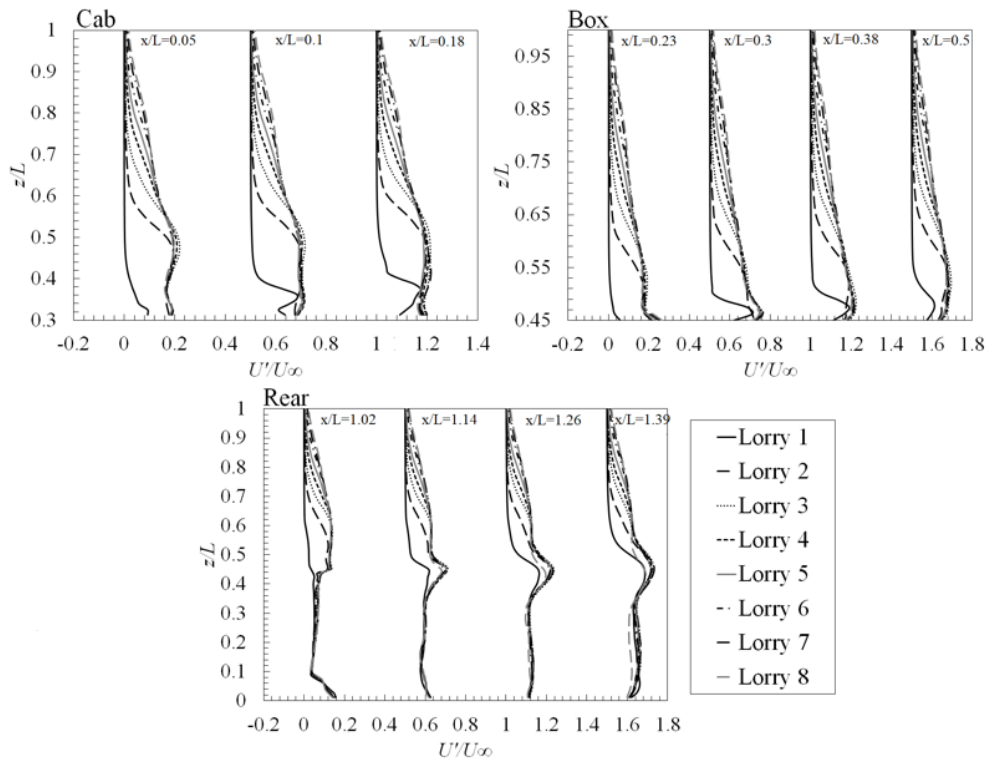 Cab
x/L=0.05
x/L=0.1
x/L=0.18
1
0.9
0.8
0.7
0.6
0.5
0.4
0.3
z/L
-0.2 0 0.2 0.4 0.6 0.8 1 1.2 1.4
U'/U∞
Box
x/L=0.23
x/L=0.3
x/L=0.38
x/L=0.5
0.95
0.85
0.75
0.65
0.55
0.45
z/L
-0.2 0 0.2 0.4 0.6 0.8 1 1.2 1.4 1.6 1.8
U'/U∞
Rear
x/L=1.02
x/L=1.14
x/L=1.26
x/L=1.39
1
0.9
0.8
0.7
0.6
0.5
0.4
0.3
0.2
0.1
0
z/L
-0.2 0 0.2 0.4 0.6 0.8 1 1.2 1.4 1.6 1.8
U'/U∞
Lorry 1
Lorry 2
Lorry 3
Lorry 4
Lorry 5
Lorry 6
Lorry 7
Lorry 8